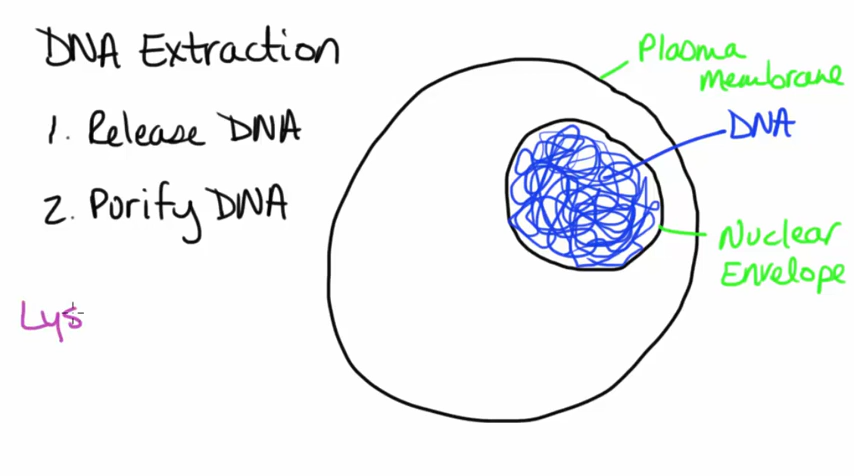 DNA Extraction
1. Release DNA
2. Purify DNA
Lys
Plasma
membrane
DNA
Nuclear
Envelope